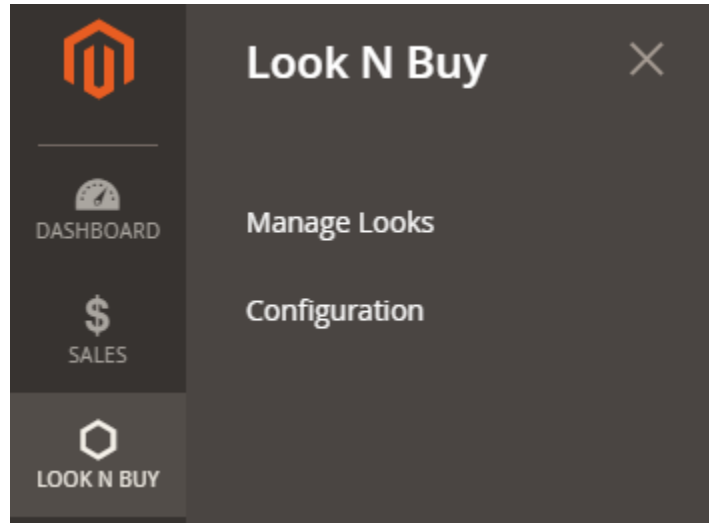 Look N Buy
DASHBOARD
Manage Looks
$
SALES
Configuration
LOOK N BUY